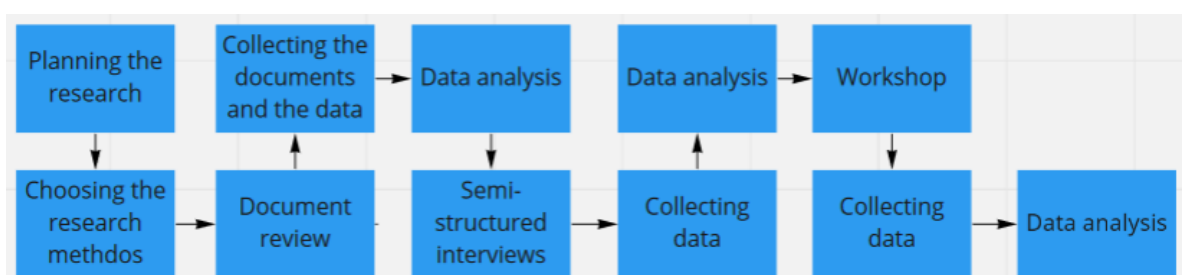 Planning the
research
Choosing the
research
methdos
Document
review
Collecting the
documents
and the data
Data analysis
Semi-
structured
interviews
Collecting
data
Data analysis
Workshop
Collecting
data
Data analysis